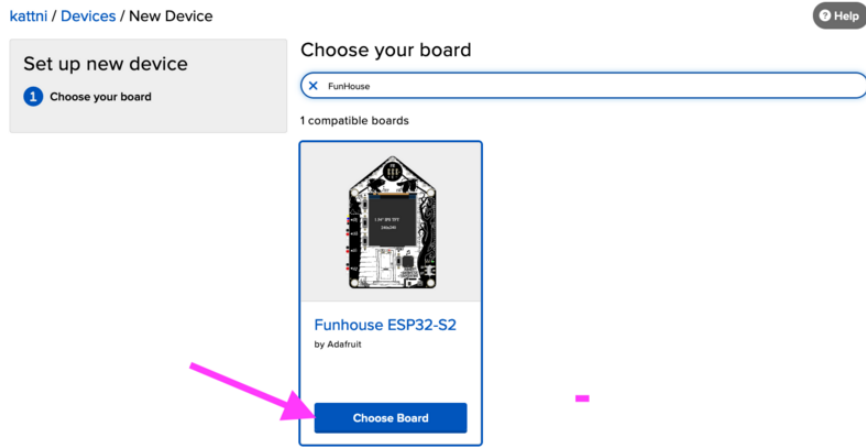 kattni / Devices / New Device
? Help
Set up new device
1 Choose your board
Choose your board
FunHouse
1 compatible boards
Funhouse ESP32-S2
by Adafruit
Choose Board